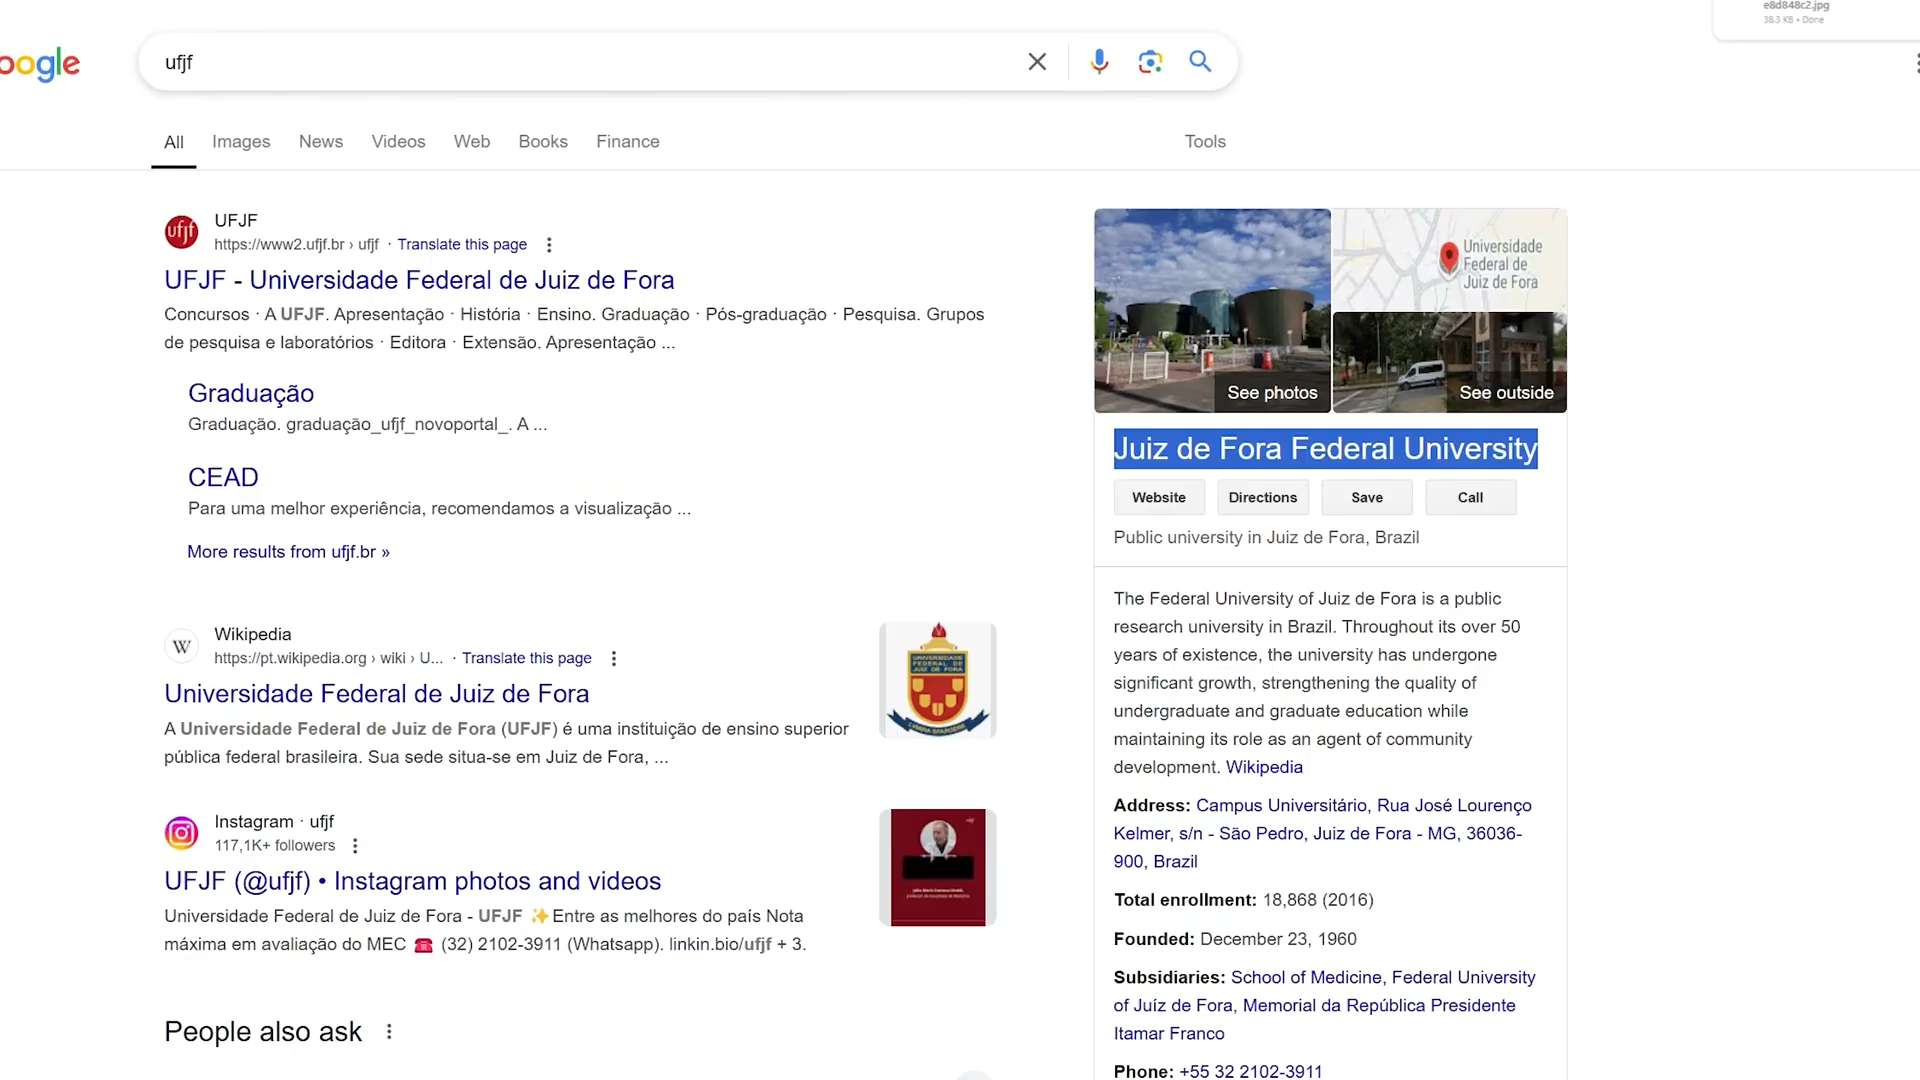 e8d848c2.jpg
38.3 KB • Done
oogle
ufjf
All
Images
News
Videos
Web
Books
Finance
Tools
ufjf
UFJF
https://www2.ufjf.br › ufjf · Translate this page
UFJF - Universidade Federal de Juiz de Fora
Concursos · A UFJF. Apresentação · História · Ensino. Graduação · Pós-graduação · Pesquisa. Grupos
de pesquisa e laboratórios · Editora · Extensão. Apresentação ...
Graduação
Graduação. graduação_ufjf_novoportal_. A ...
CEAD
Para uma melhor experiência, recomendamos a visualização ...
More results from ufjf.br »
W
Wikipedia
https://pt.wikipedia.org › wiki › U... · Translate this page
Universidade Federal de Juiz de Fora
A Universidade Federal de Juiz de Fora (UFJF) é uma instituição de ensino superior
pública federal brasileira. Sua sede situa-se em Juiz de Fora, ...
UNIVERSIDADE
FEDERAL DE
JUIZ DE FORA
Instagram · ufjf
117,1K+ followers
UFJF (@ufjf) • Instagram photos and videos
Universidade Federal de Juiz de Fora - UFJF ✨Entre as melhores do país Nota
máxima em avaliação do MEC ☎️ (32) 2102-3911 (Whatsapp). linkin.bio/ufjf + 3.
People also ask
Universidade
Federal de
Juiz de Fora
See photos
See outside
Juiz de Fora Federal University
Website
Directions
Save
Call
Public university in Juiz de Fora, Brazil
The Federal University of Juiz de Fora is a public
research university in Brazil. Throughout its over 50
years of existence, the university has undergone
significant growth, strengthening the quality of
undergraduate and graduate education while
maintaining its role as an agent of community
development. Wikipedia
Address: Campus Universitário, Rua José Lourenço
Kelmer, s/n - São Pedro, Juiz de Fora - MG, 36036-
900, Brazil
Total enrollment: 18,868 (2016)
Founded: December 23, 1960
Subsidiaries: School of Medicine, Federal University
of Juíz de Fora, Memorial da República Presidente
Itamar Franco
Phone: +55 32 2102-3911